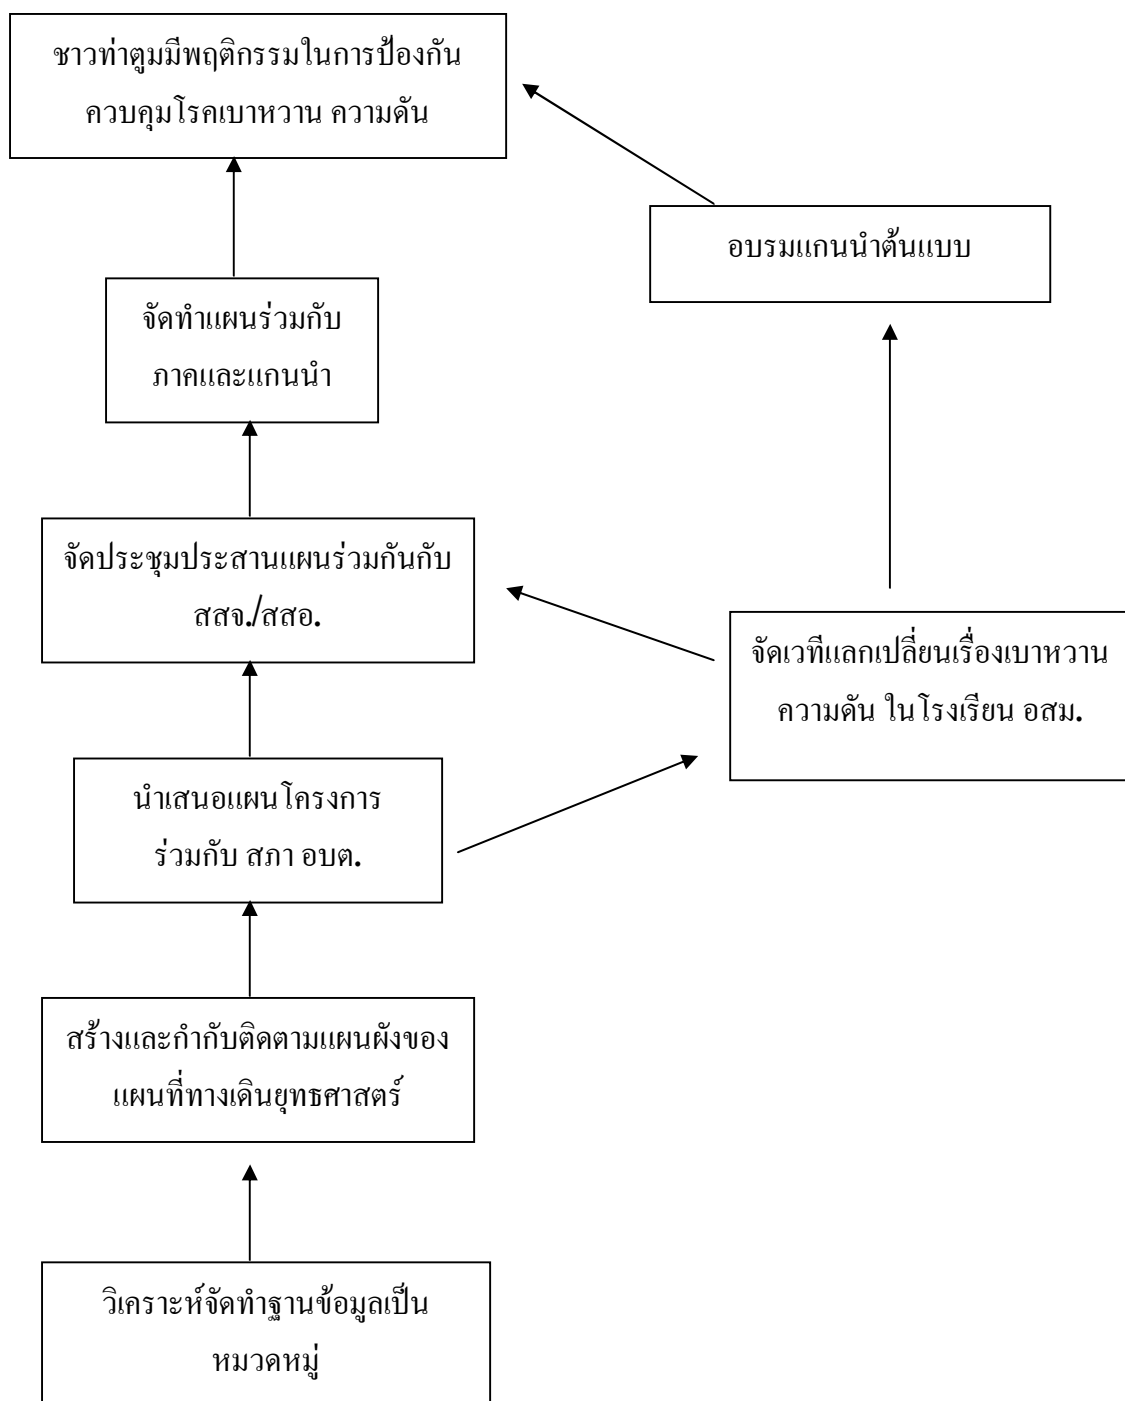 ชาวท่าตูมมีพฤติกรรมในการป้องกัน
ควบคุมโรคเบาหวาน ความดัน
อบรมแกนนำต้นแบบ
จัดทำแผนร่วมกับ
ภาคและแกนนำ
จัดประชุมประสานแผนร่วมกันกับ
สสจ./สสอ.
จัดเวทีแลกเปลี่ยนเรื่องเบาหวาน
ความดัน ในโรงเรียน อสม.
นำเสนอแผนโครงการ
ร่วมกับ สภา อบต.
สร้างและกำกับติดตามแผนผังของ
แผนที่ทางเดินยุทธศาสตร์
วิเคราะห์จัดทำฐานข้อมูลเป็น
หมวดหมู่